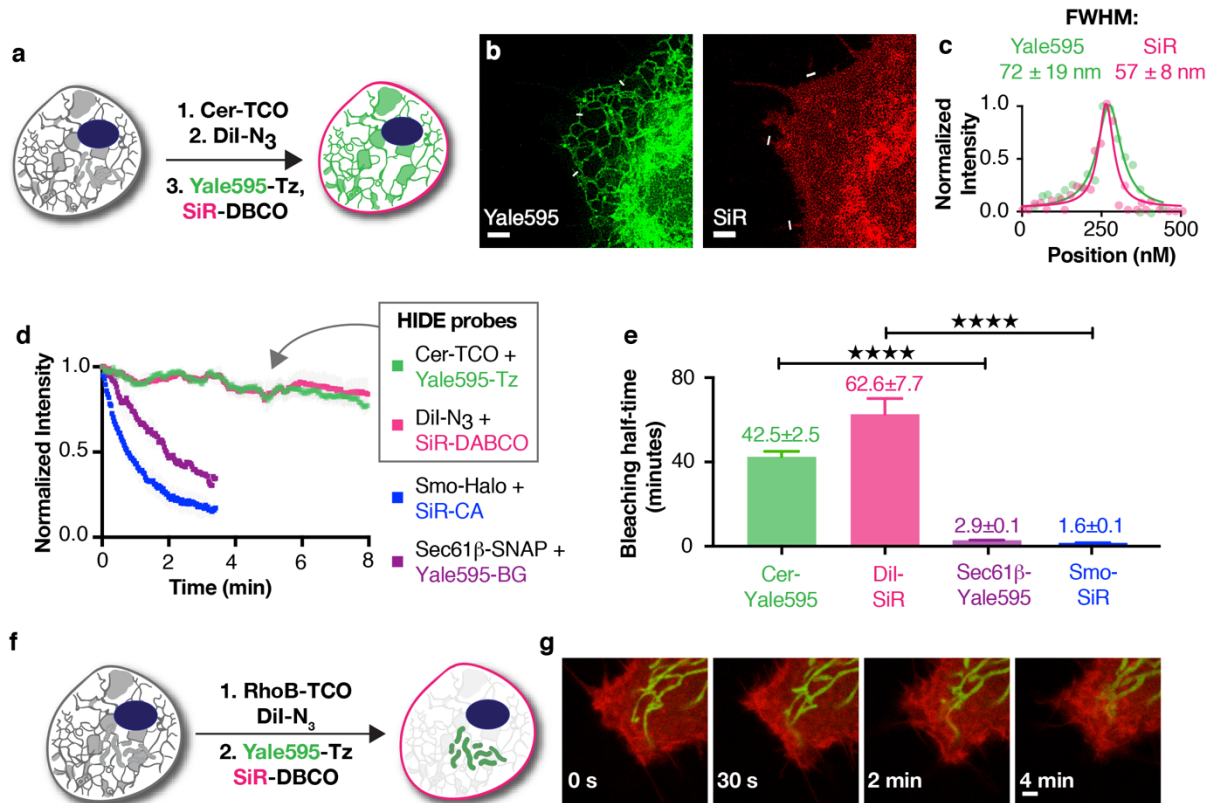 a
1. Cer-TCO
2. DiI-N₃
3. Yale595-Tz,
SiR-DBCO
b
Yale595
SiR
FWHM:
c
Yale595 SiR
72 ± 19 nm 57 ± 8 nm
Normalized
Intensity
1.0
0.5
0.0
0 250 500
Position (nM)
d
Normalized Intensity
1.0
0.5
0.0
0 2 4 6 8
Time (min)
HIDE probes
Cer-TCO +
Yale595-Tz
DiI-N₃ +
SiR-DABCO
Smo-Halo +
SiR-CA
Sec61β-SNAP +
Yale595-BG
e
★★★★
★★★★
Bleaching half-time
(minutes)
80
40
0
42.5±2.5
62.6±7.7
2.9±0.1
1.6±0.1
Cer-
Yale595
DiI-
SiR
Sec61β-
Yale595
Smo-
SiR
f
1. RhoB-TCO
DiI-N₃
2. Yale595-Tz
SiR-DBCO
g
0 s
30 s
2 min
4 min